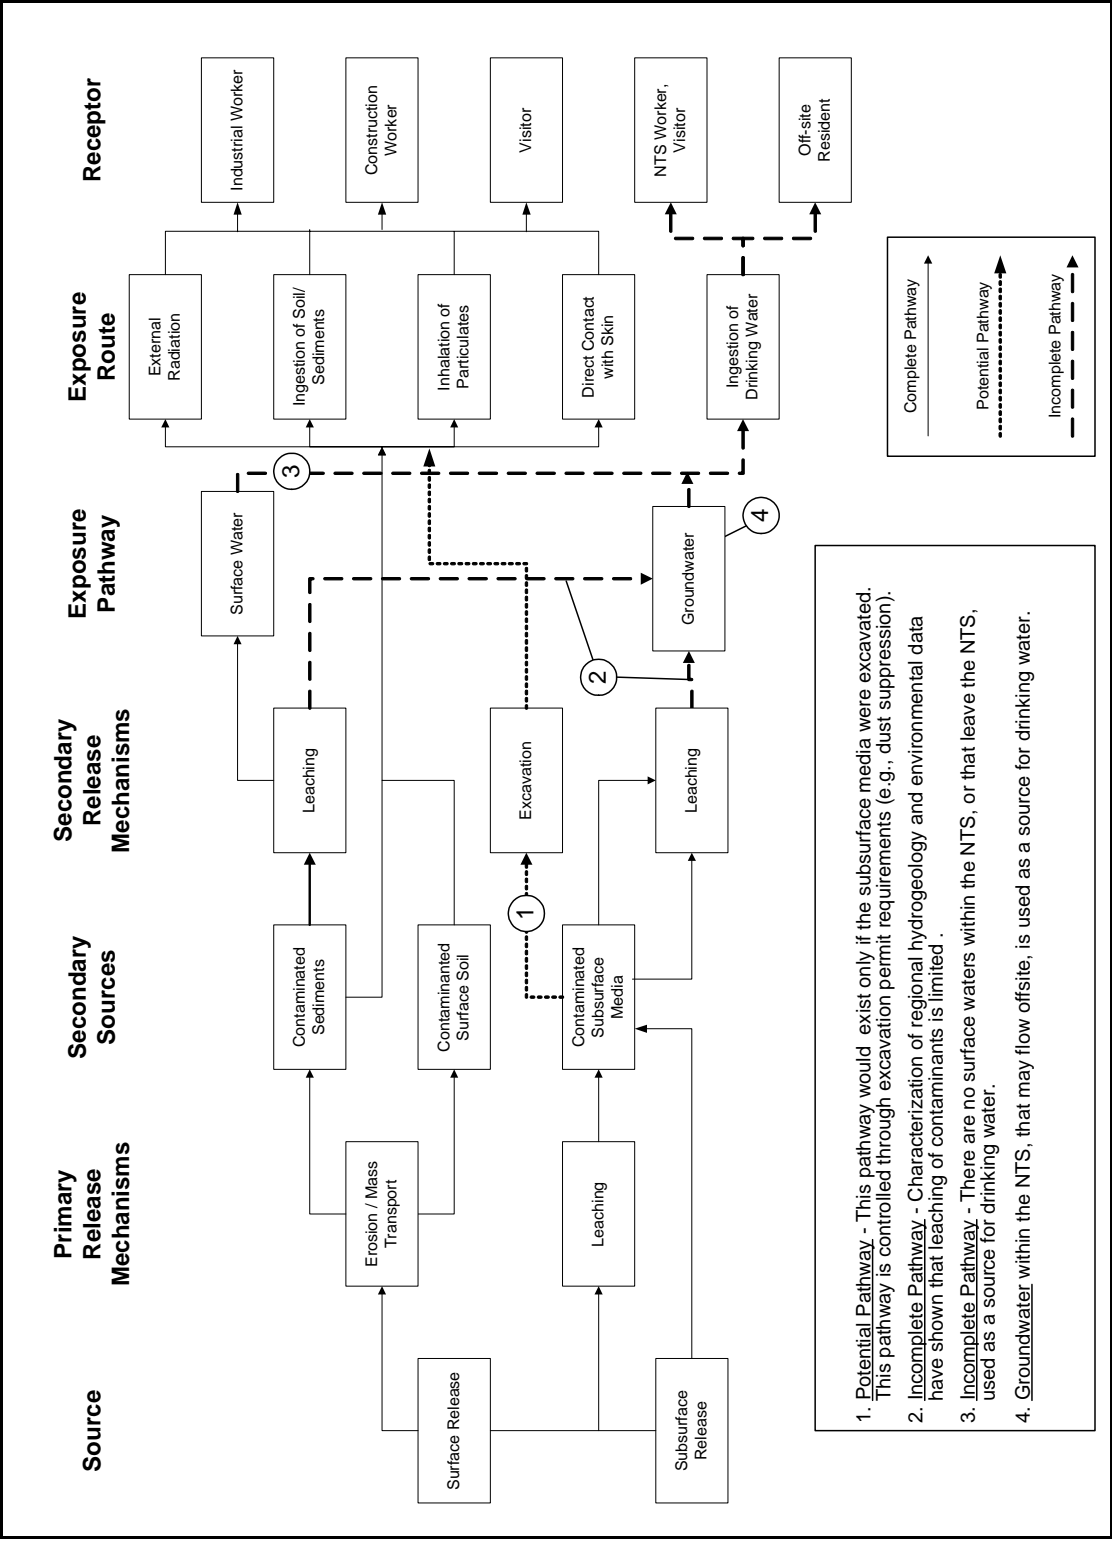 Source
Primary
Release
Mechanisms
Secondary
Sources
Secondary
Release
Mechanisms
Exposure
Pathway
Exposure
Route
Receptor
Surface Release
Subsurface
Release
Erosion / Mass
Transport
Leaching
Contaminated
Sediments
Contaminanted
Surface Soil
Contaminated
Subsurface
Media
1
Leaching
Excavation
Leaching
2
Surface Water
Groundwater
3
4
External
Radiation
Ingestion of Soil/
Sediments
Inhalation of
Particulates
Direct Contact
with Skin
Ingestion of
Drinking Water
Industrial Worker
Construction
Worker
Visitor
NTS Worker,
Visitor
Off-site
Resident
1. Potential Pathway - This pathway would exist only if the subsurface media were excavated.
This pathway is controlled through excavation permit requirements (e.g., dust suppression).
2. Incomplete Pathway - Characterization of regional hydrogeology and environmental data
have shown that leaching of contaminants is limited .
3. Incomplete Pathway - There are no surface waters within the NTS, or that leave the NTS,
used as a source for drinking water.
4. Groundwater within the NTS, that may flow offsite, is used as a source for drinking water.
Complete Pathway
Potential Pathway
Incomplete Pathway